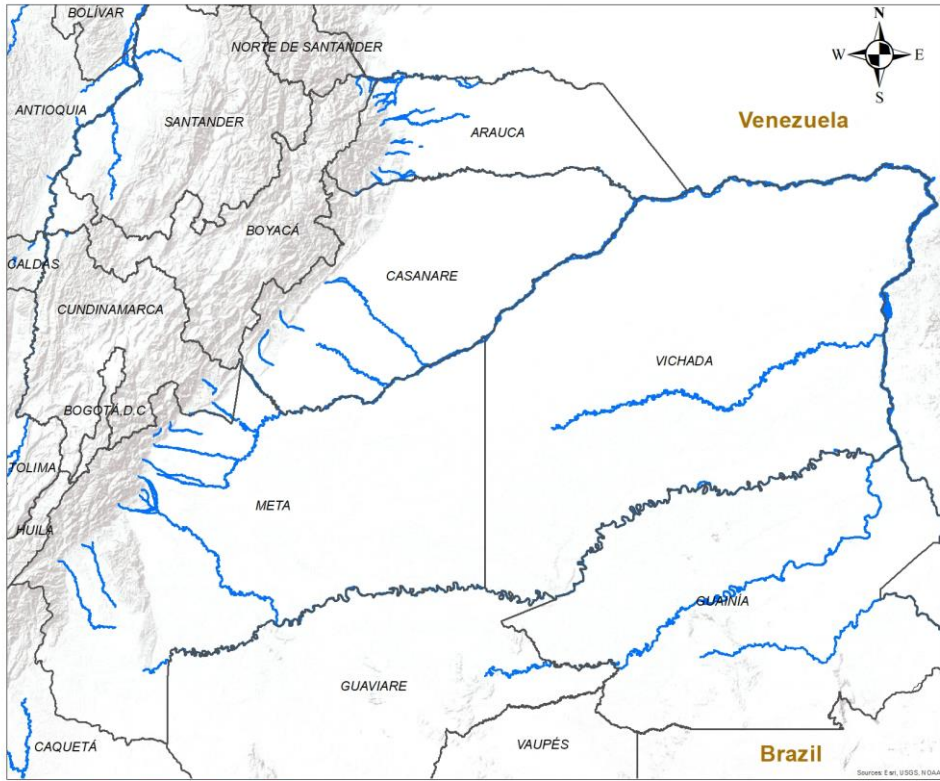 BOLÍVAR
N
NORTE DE SANTANDER
W
E
S
ANTIOQUIA
SANTANDER
Venezuela
ARAUCA
BOYACÁ
CALDAS
CASANARE
CUNDINAMARCA
VICHADA
BOGOTÁ, D.C
TOLIMA
META
HUILA
GUAINÍA
GUAVIARE
CAQUETÁ
VAUPÉS
Brazil
Sources: Esri, USGS, NOAA